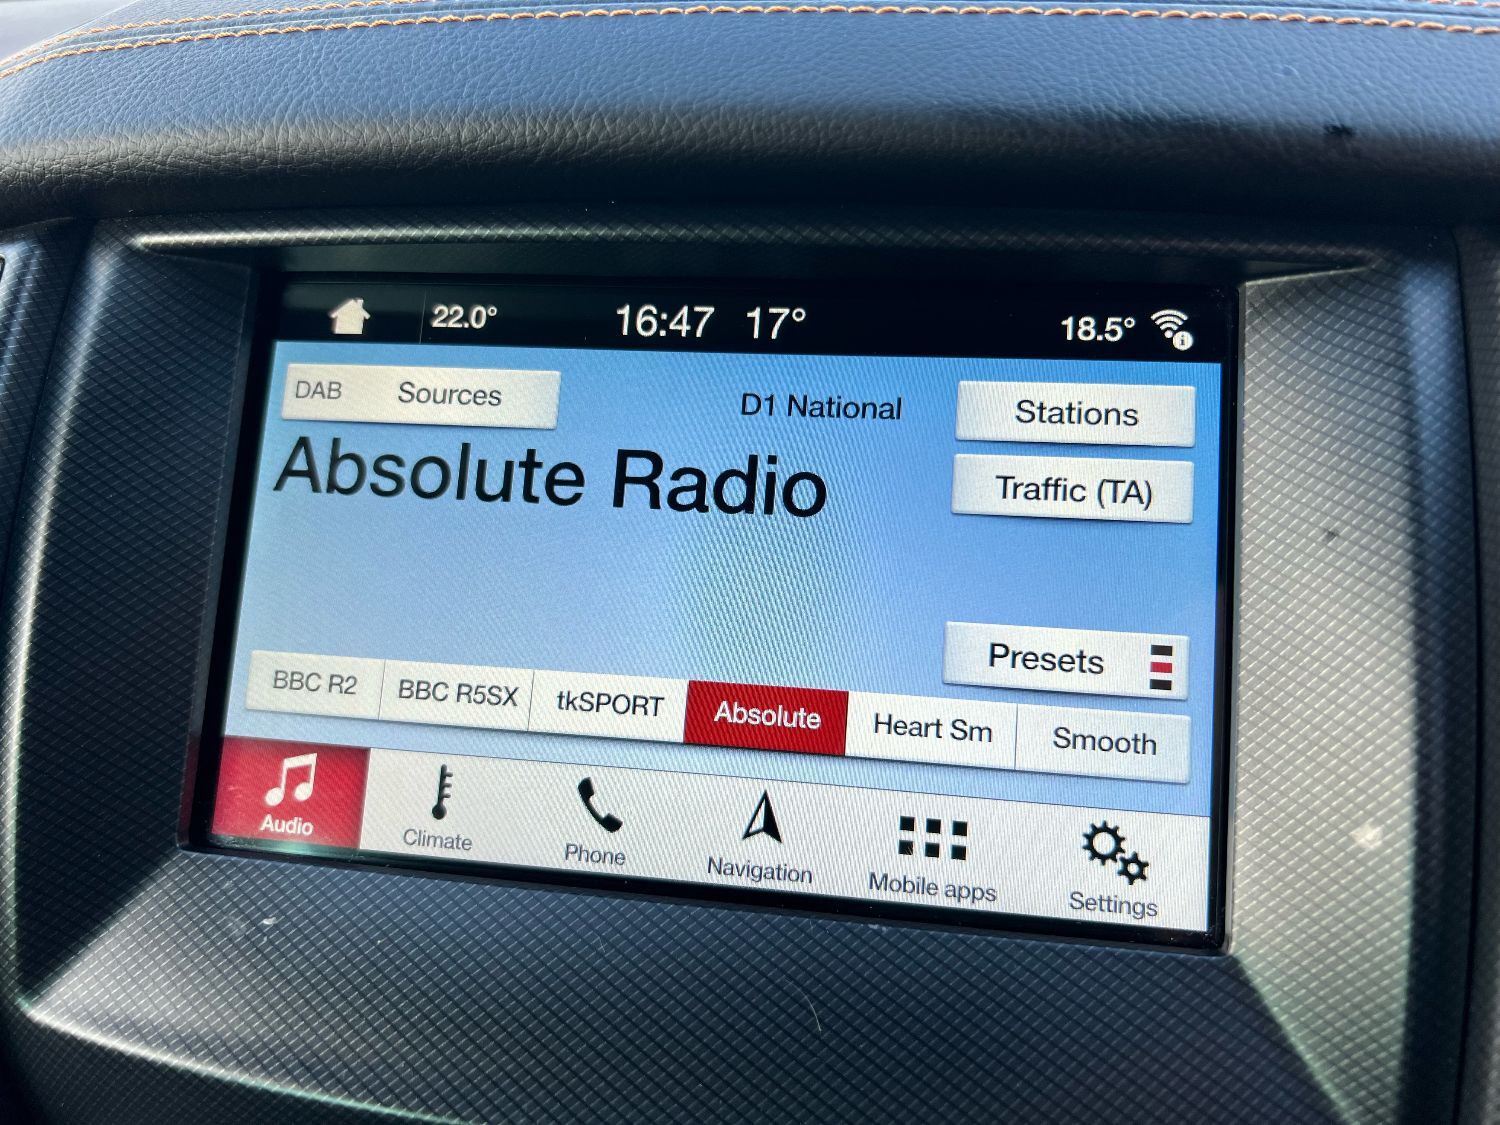 22.0° 16:47 17° 18.5°
DAB Sources D1 National Stations
Absolute Radio
Traffic (TA)
Presets
BBC R2 BBC R5SX tkSPORT Absolute Heart Sm Smooth
Audio Climate Phone Navigation Mobile apps Settings